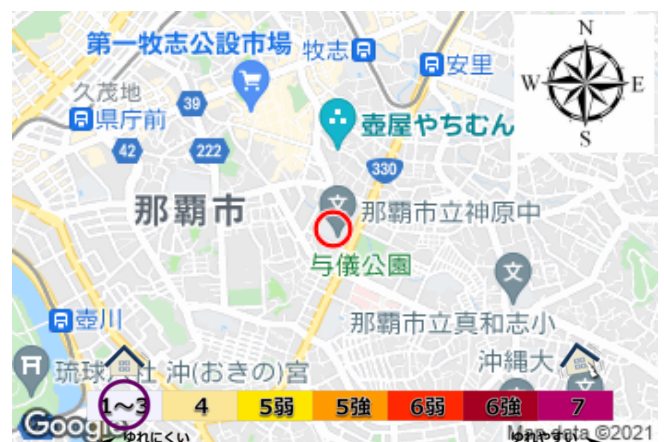 N
W
E
S
第一牧志公設市場
牧志
安里
久茂地
39
県庁前
壺屋やちむん
42
222
330
那覇市
那覇市立神原中
文
与儀公園
文
壺川
那覇市立真和志小
沖縄大
琉球
社 沖(おきの)宮
1~3
4
5弱
5強
6弱
6強
7
Google
ゆれにくい
ゆれやすい
Map data ©2021